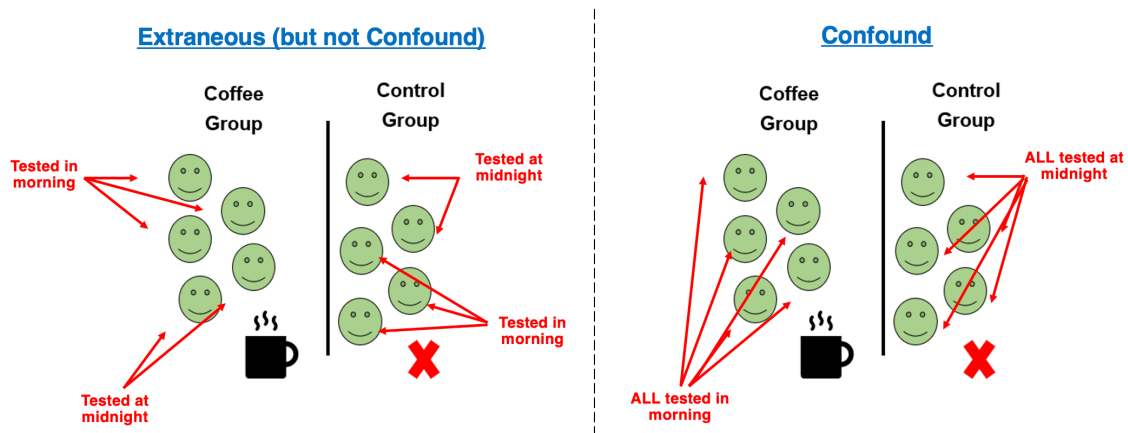 Extraneous (but not Confound)
Coffee
Group
Control
Group
Tested in
morning
Tested at
midnight
Tested in
morning
Tested at
midnight
Confound
Coffee
Group
Control
Group
ALL tested at
midnight
ALL tested in
morning